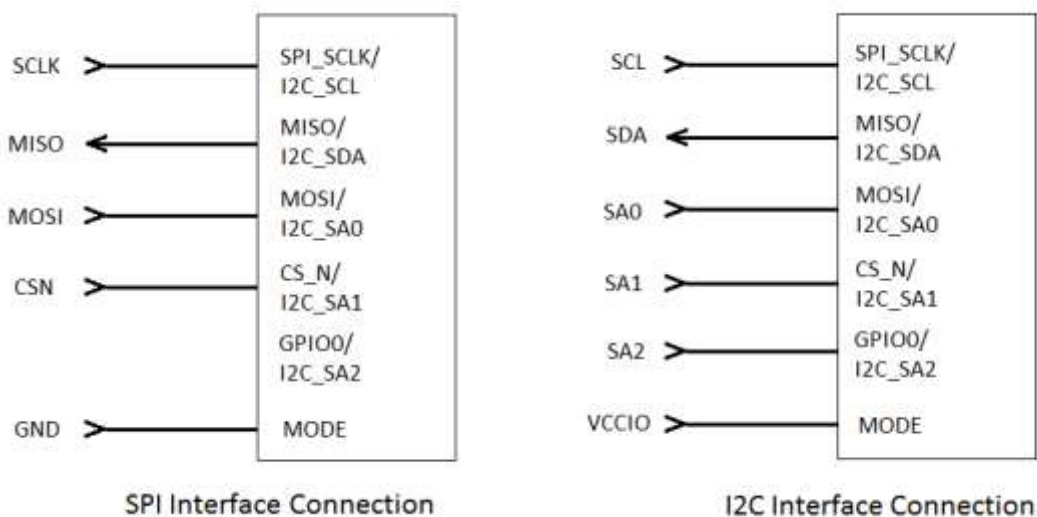 SCLK
SPI_SCLK/
I2C_SCL
MISO
MISO/
I2C_SDA
MOSI
MOSI/
I2C_SA0
CSN
CS_N/
I2C_SA1
GPIO0/
I2C_SA2
GND
MODE
SPI Interface Connection
SCL
SPI_SCLK/
I2C_SCL
SDA
MISO/
I2C_SDA
SA0
MOSI/
I2C_SA0
SA1
CS_N/
I2C_SA1
SA2
GPIO0/
I2C_SA2
VCCIO
MODE
I2C Interface Connection